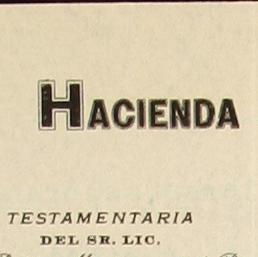 HACIENDA
TESTAMENTARIA
DEL SR. LIC.